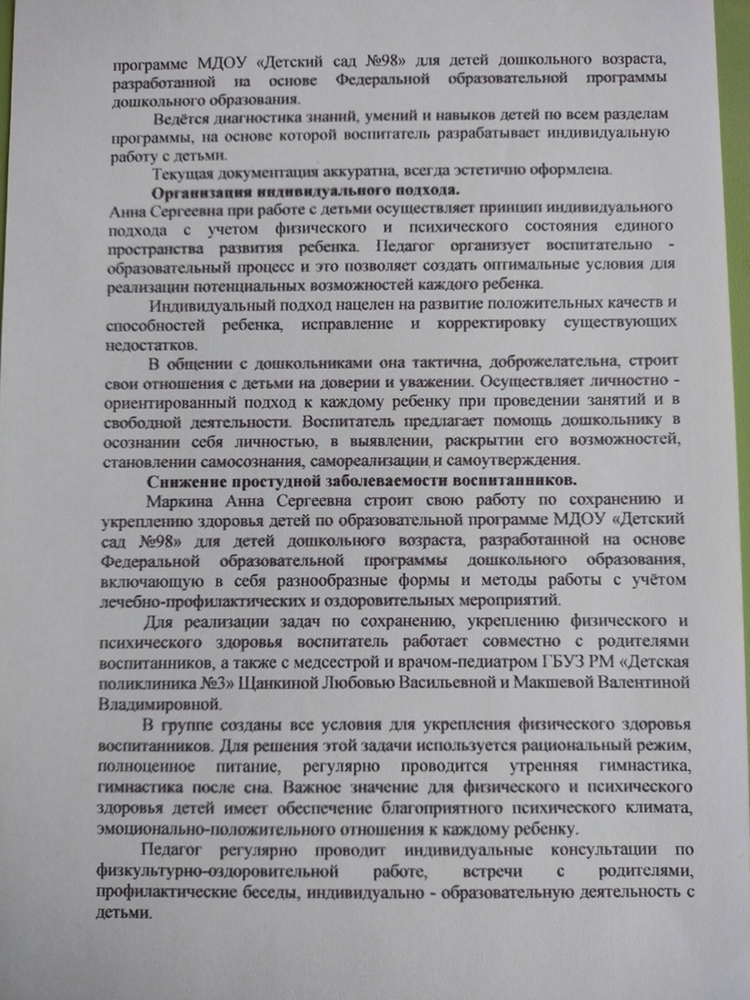 программе МДОУ «Детский сад №98» для детей дошкольного возраста,
разработанной на основе Федеральной образовательной программы
дошкольного образования.
Ведётся диагностика знаний, умений и навыков детей по всем разделам
программы, на основе которой воспитатель разрабатывает индивидуальную
работу с детьми.
Текущая документация аккуратна, всегда эстетично оформлена.
Организация индивидуального подхода.
Анна Сергеевна при работе с детьми осуществляет принцип индивидуального
подхода с учетом физического и психического состояния единого
пространства развития ребенка. Педагог организует воспитательно -
образовательный процесс и это позволяет создать оптимальные условия для
реализации потенциальных возможностей каждого ребенка.
Индивидуальный подход нацелен на развитие положительных качеств и
способностей ребенка, исправление и корректировку существующих
недостатков.
В общении с дошкольниками она тактична, доброжелательна, строит
свои отношения с детьми на доверии и уважении. Осуществляет личностно -
ориентированный подход к каждому ребенку при проведении занятий и в
свободной деятельности. Воспитатель предлагает помощь дошкольнику в
осознании себя личностью, в выявлении, раскрытии его возможностей,
становлении самосознания, самореализации и самоутверждения.
Снижение простудной заболеваемости воспитанников.
Маркина Анна Сергеевна строит свою работу по сохранению и
укреплению здоровья детей по образовательной программе МДОУ «Детский
сад №98» для детей дошкольного возраста, разработанной на основе
Федеральной образовательной программы дошкольного образования,
включающую в себя разнообразные формы и методы работы с учётом
лечебно-профилактических и оздоровительных мероприятий.
Для реализации задач по сохранению, укреплению физического и
психического здоровья воспитатель работает совместно с родителями
воспитанников, а также с медсестрой и врачом-педиатром ГБУЗ РМ «Детская
поликлиника №3» Щанкиной Любовью Васильевной и Макшевой Валентиной
Владимировной.
В группе созданы все условия для укрепления физического здоровья
воспитанников. Для решения этой задачи используется рациональный режим,
полноценное питание, регулярно проводится утренняя гимнастика,
гимнастика после сна. Важное значение для физического и психического
здоровья детей имеет обеспечение благоприятного психического климата,
эмоционально-положительного отношения к каждому ребенку.
Педагог регулярно проводит индивидуальные консультации по
физкультурно-оздоровительной работе, встречи с родителями,
профилактические беседы, индивидуально - образовательную деятельность с
детьми.